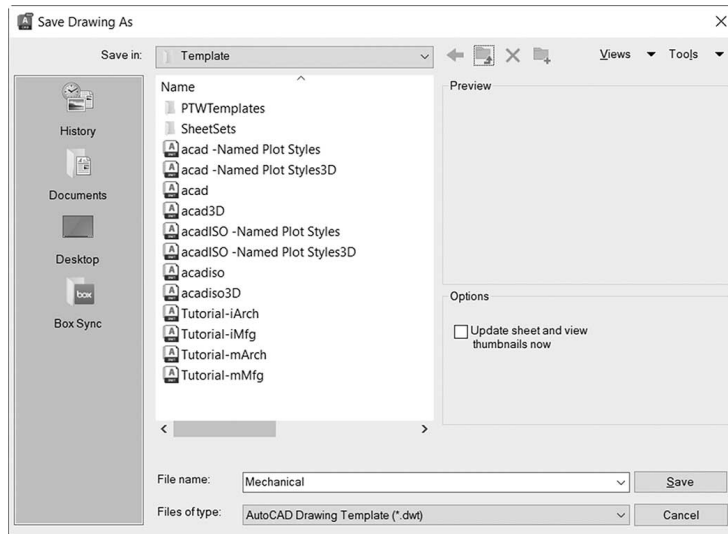 Save Drawing As
Save in:
Template
Views
Tools
History
Documents
Desktop
Box Sync
box
Name
PTWTemplates
SheetSets
acad -Named Plot Styles
acad -Named Plot Styles3D
acad
acad3D
acadISO -Named Plot Styles
acadISO -Named Plot Styles3D
acadiso
acadiso3D
Tutorial-iArch
Tutorial-iMfg
Tutorial-mArch
Tutorial-mMfg
Preview
Options
Update sheet and view
thumbnails now
File name:
Mechanical
Save
Files of type:
AutoCAD Drawing Template (*.dwt)
Cancel